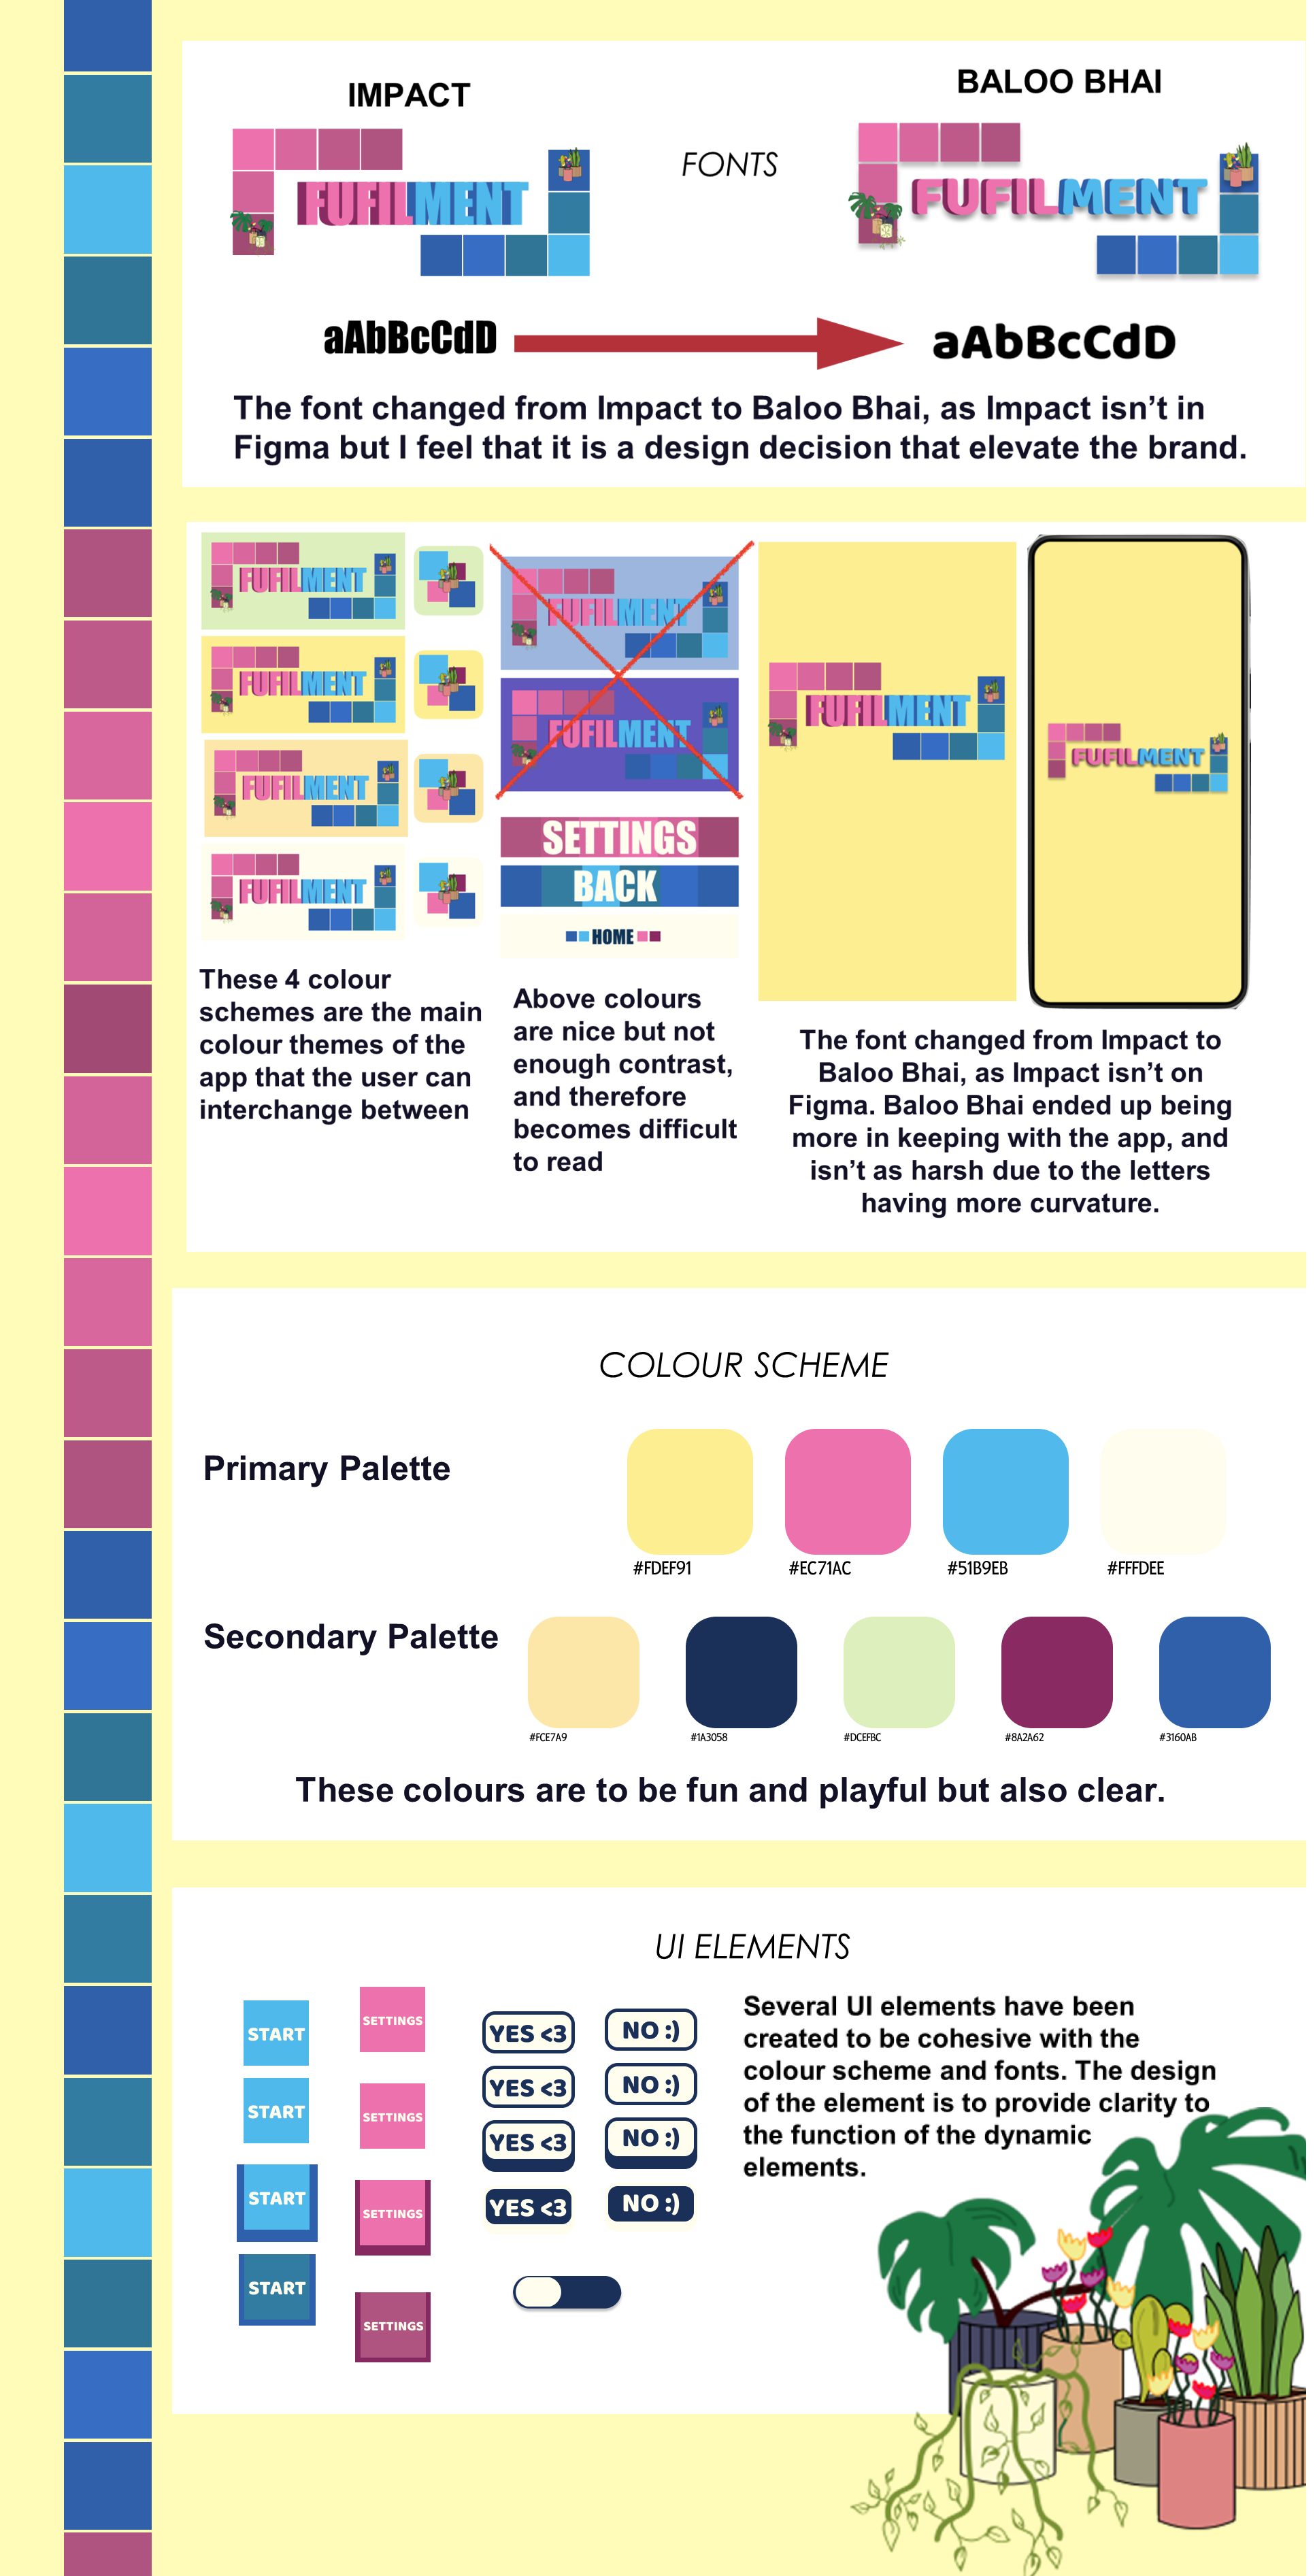 IMPACT
BALOO BHAI
FONTS
FUFILMENT
FUFILMENT
aAbBcCdD
aAbBcCdD
The font changed from Impact to Baloo Bhai, as Impact isn’t in
Figma but I feel that it is a design decision that elevate the brand.
FUFILMENT
FUFILMENT
FUFILMENT
FUFILMENT
These 4 colour
schemes are the main
colour themes of the
app that the user can
interchange between
FUFILMENT
FUFILMENT
SETTINGS
BACK
HOME
Above colours
are nice but not
enough contrast,
and therefore
becomes difficult
to read
FUFILMENT
FUFILMENT
The font changed from Impact to
Baloo Bhai, as Impact isn’t on
Figma. Baloo Bhai ended up being
more in keeping with the app, and
isn’t as harsh due to the letters
having more curvature.
COLOUR SCHEME
Primary Palette
#FDEF91
#EC71AC
#51B9EB
#FFFDEE
Secondary Palette
#FCE7A9
#1A3058
#DCEFBC
#8A2A62
#3160AB
These colours are to be fun and playful but also clear.
UI ELEMENTS
START
START
START
START
SETTINGS
SETTINGS
SETTINGS
SETTINGS
YES <3
NO :)
YES <3
NO :)
YES <3
NO :)
YES <3
NO :)
Several UI elements have been
created to be cohesive with the
colour scheme and fonts. The design
of the element is to provide clarity to
the function of the dynamic
elements.